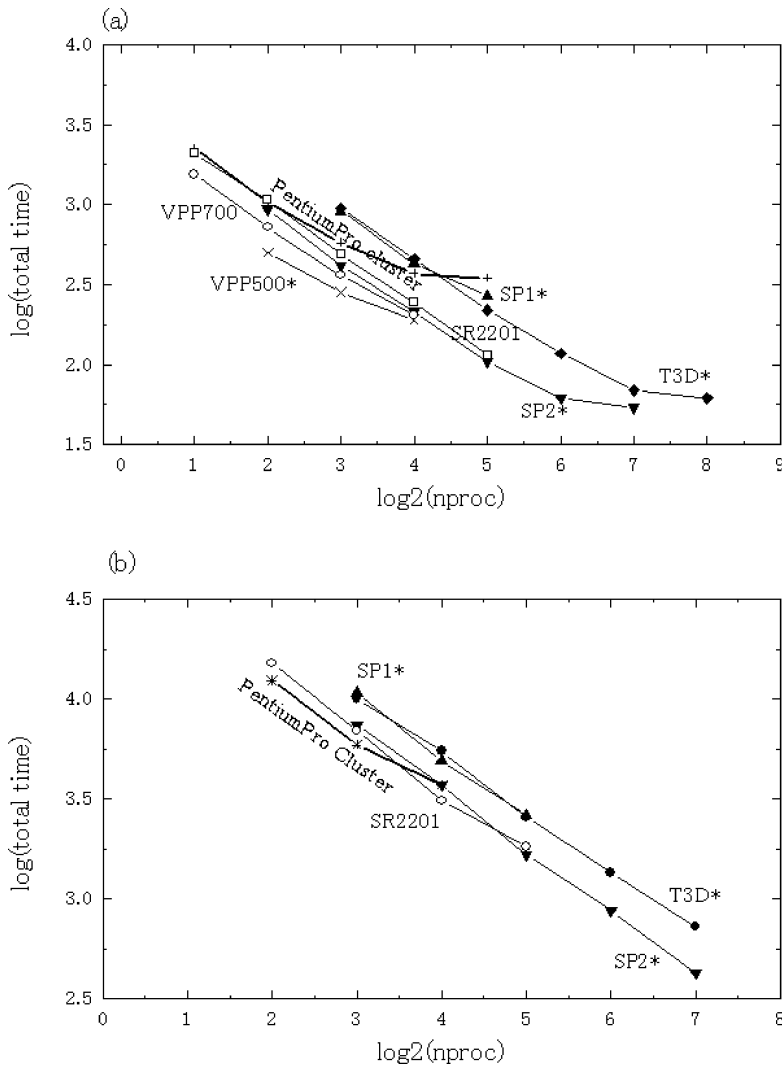 (a)
4.0
3.5
3.0
2.5
2.0
1.5
log(total time)
PentiumPro cluster
VPP700
VPP500*
SP1*
SR2201
T3D*
SP2*
0 1 2 3 4 5 6 7 8 9
log2(nproc)
(b)
4.5
4.0
3.5
3.0
2.5
log(total time)
SP1*
PentiumPro Cluster
SR2201
T3D*
SP2*
0 1 2 3 4 5 6 7 8
log2(nproc)